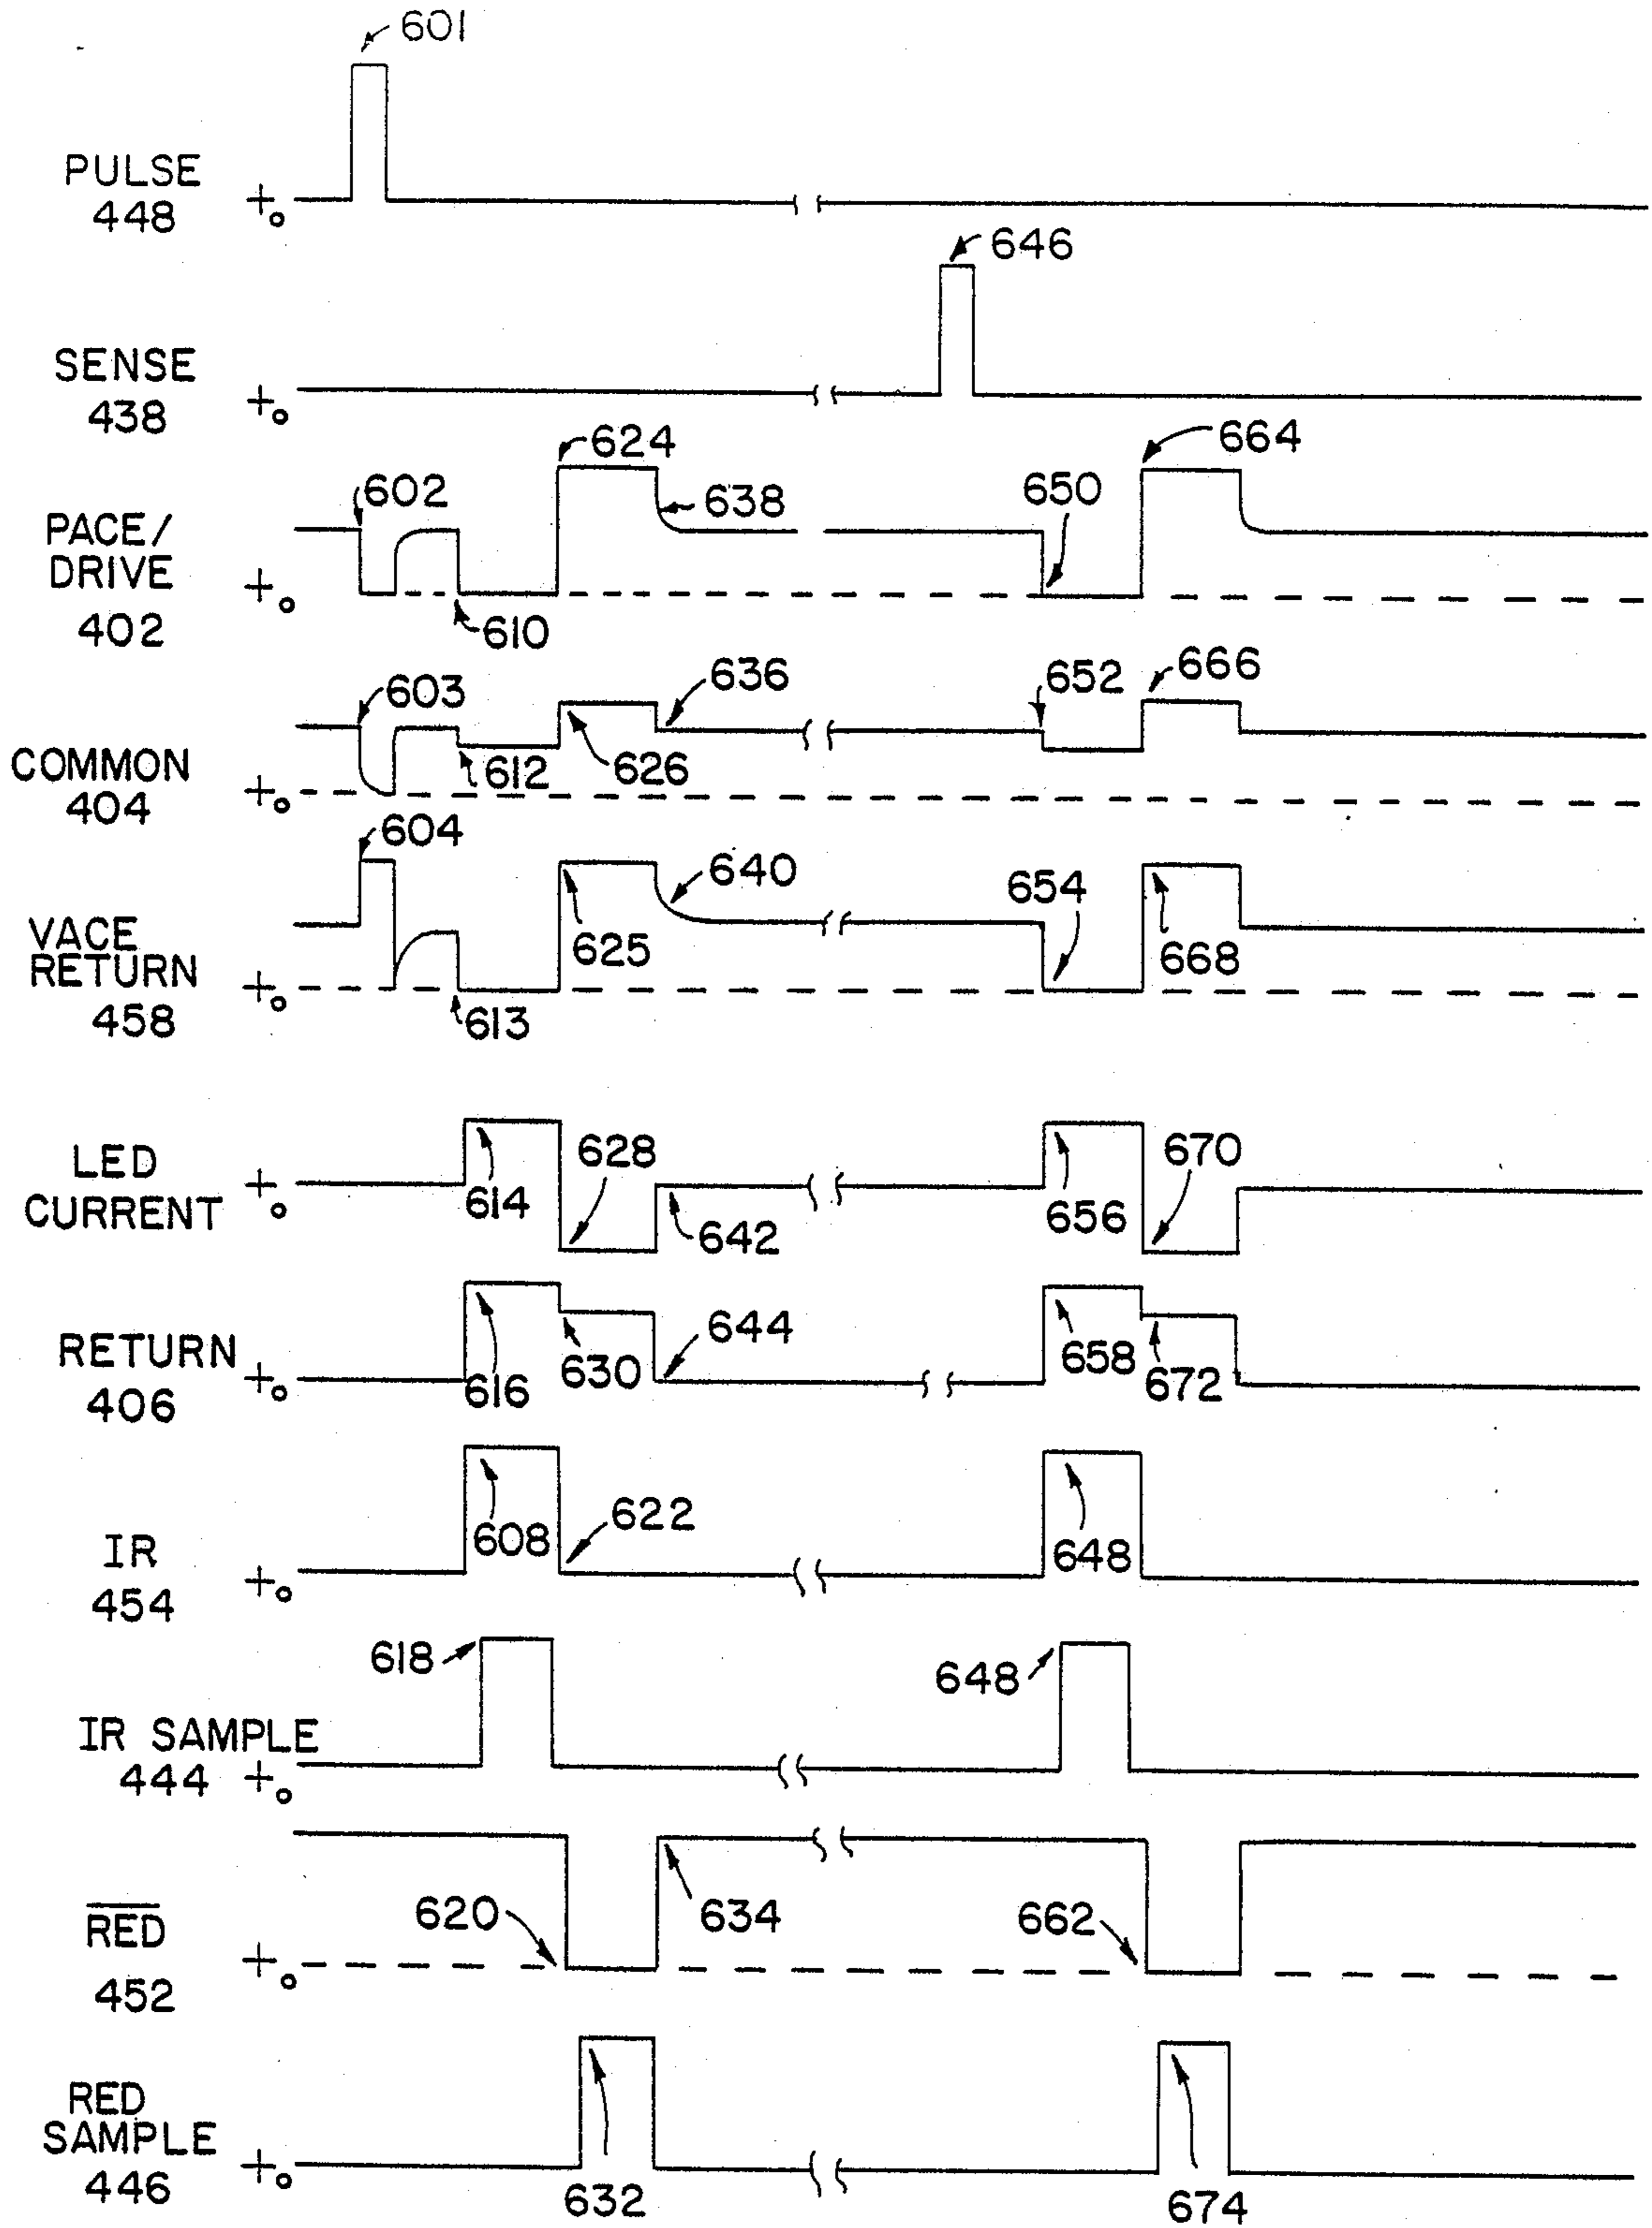 601
PULSE
448
+o
646
SENSE
438
+o
624
664
602
638
650
PACE/
DRIVE
402
+o
610
603
636
652
666
COMMON
404
+o
612
626
604
640
654
VACE
RETURN
458
+o
625
668
613
LED
CURRENT
+o
614
628
642
656
670
RETURN
406
+o
616
630
644
658
672
IR
454
+o
608
622
648
618
648
IR SAMPLE
444
+o
620
634
662
RED
452
+o
RED
SAMPLE
446
+o
632
674